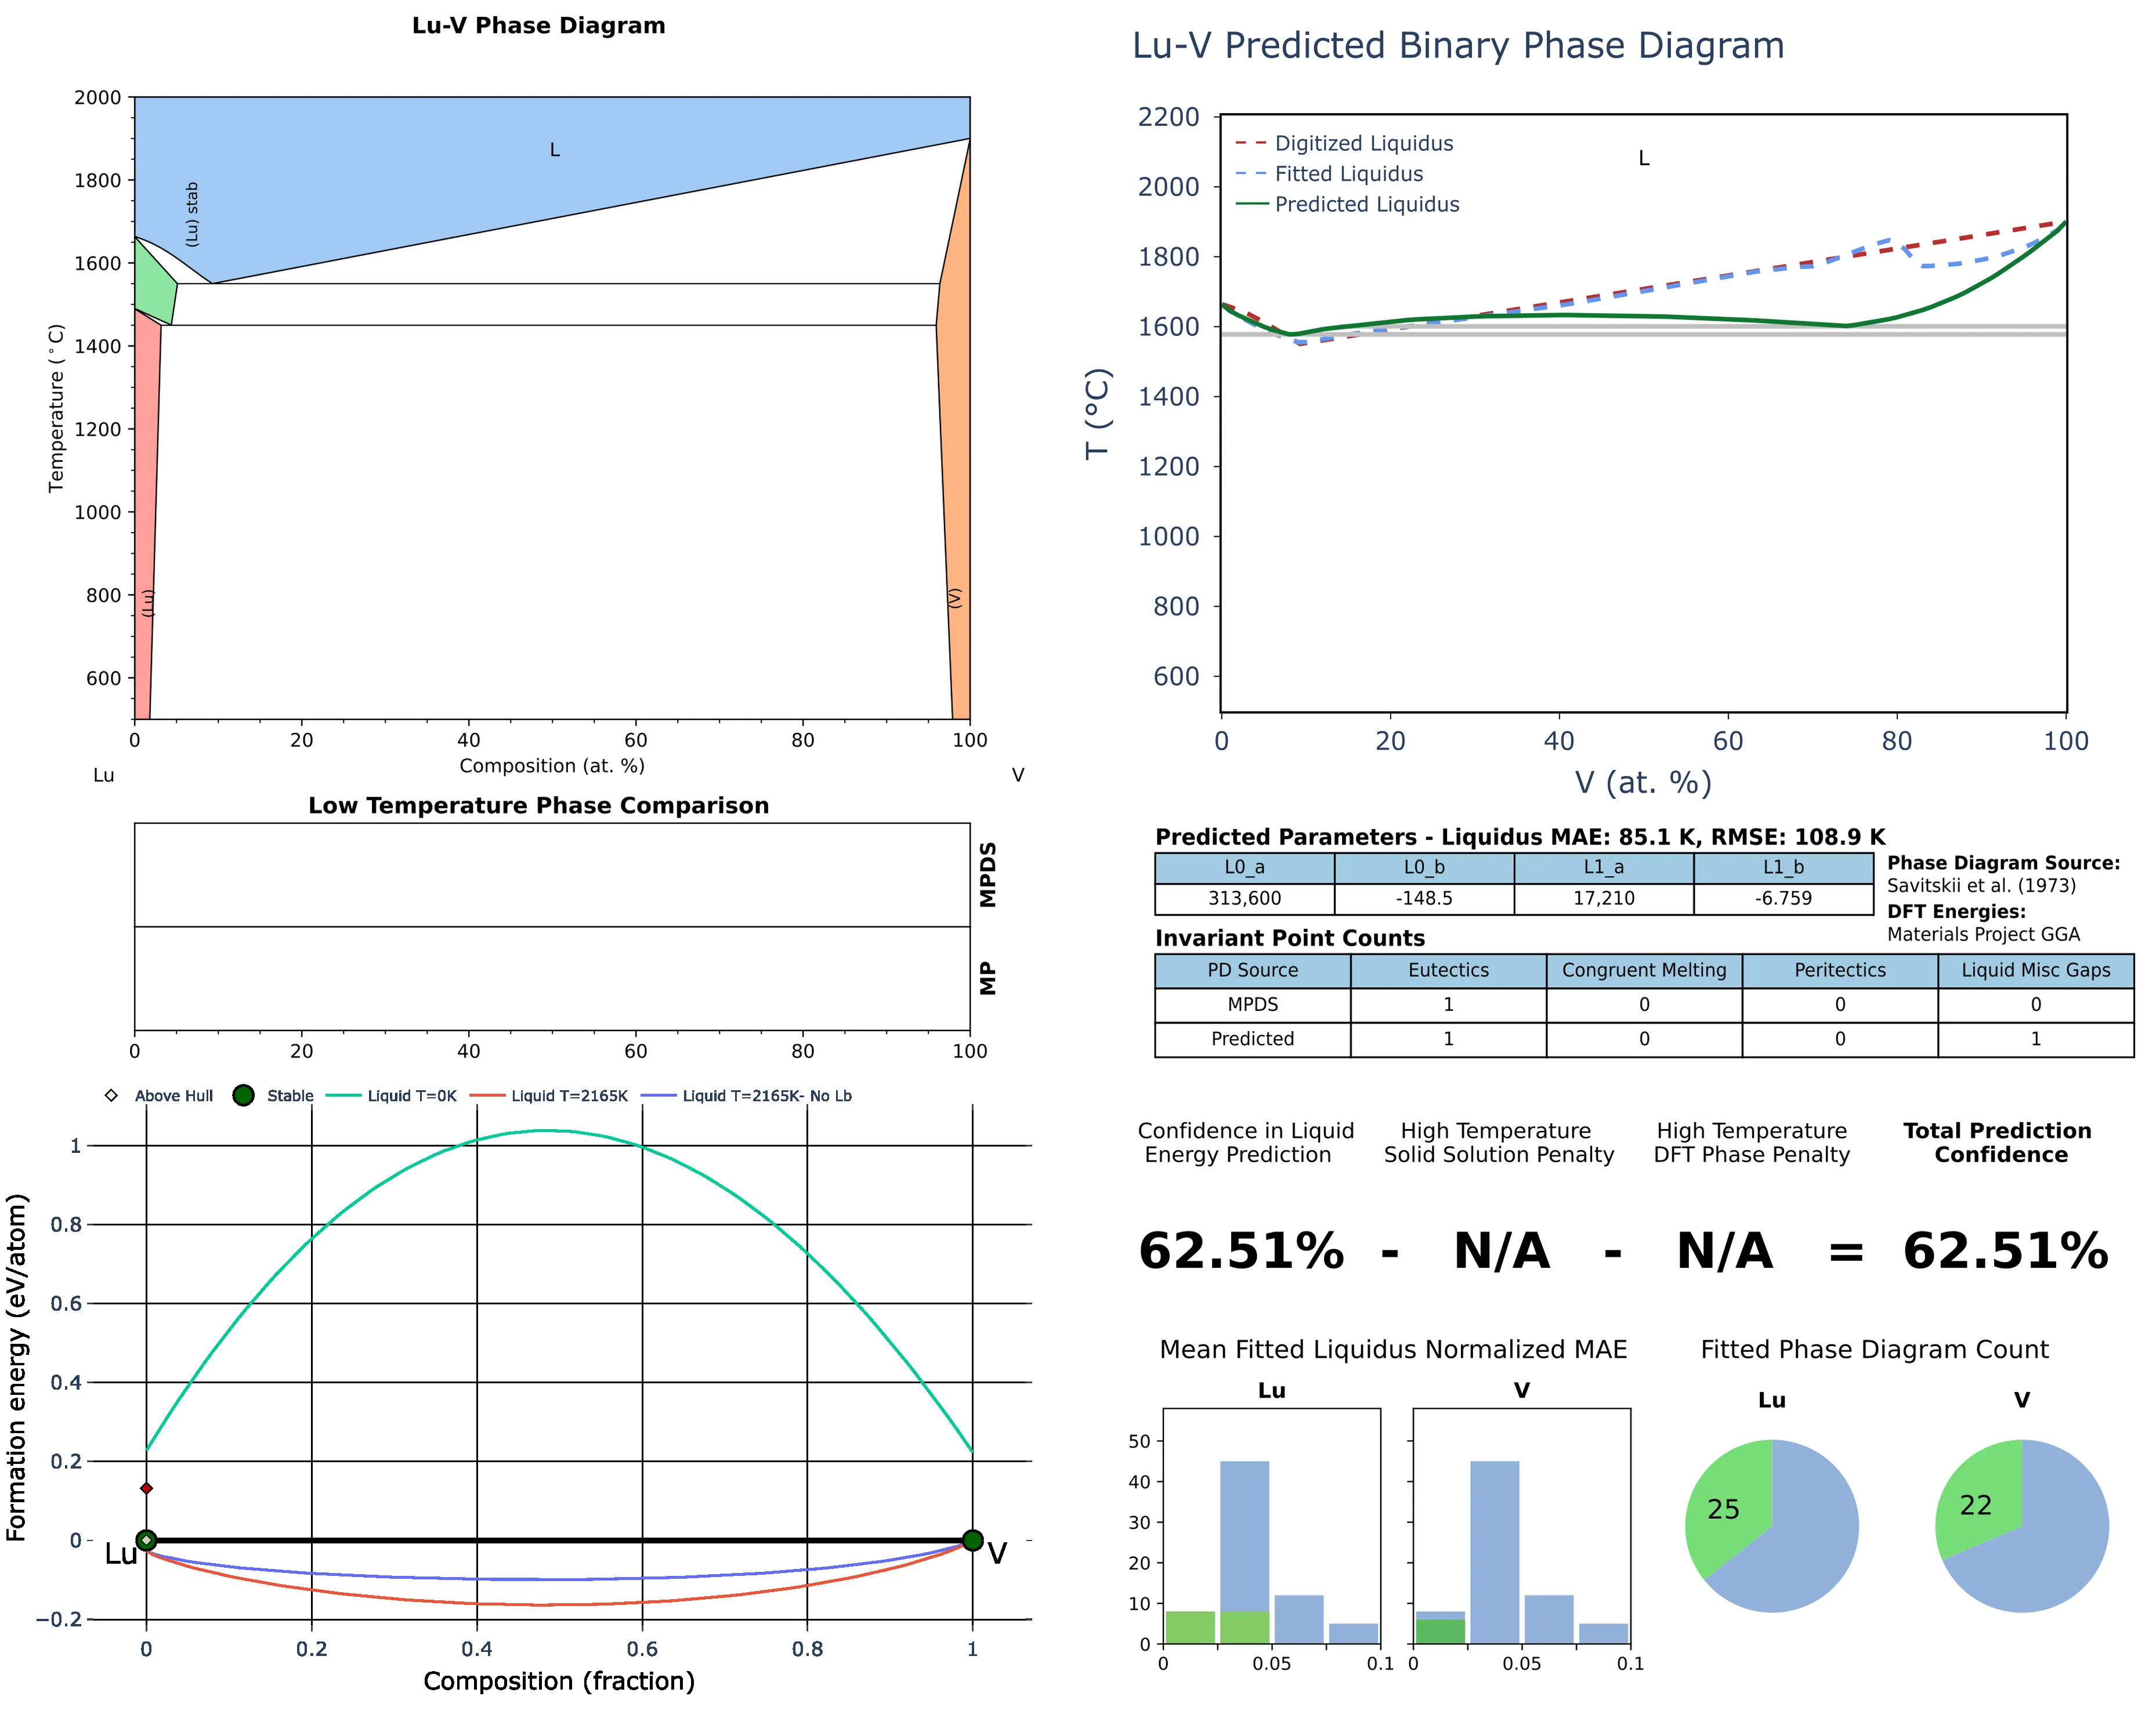 Lu-V Phase Diagram
2000
1800
1600
1400
1200
1000
800
600
Temperature (°C)
L
(Lu) stab
(Lu)
(V)
0 20 40 60 80 100
Composition (at. %)
Lu V
Low Temperature Phase Comparison
MPDS
MP
0 20 40 60 80 100
Above Hull Stable Liquid T=0K Liquid T=2165K Liquid T=2165K- No Lb
1
0.8
0.6
0.4
0.2
0
−0.2
Formation energy (eV/atom)
Lu V
0 0.2 0.4 0.6 0.8 1
Composition (fraction)
Lu-V Predicted Binary Phase Diagram
2200
2000
1800
1600
1400
1200
1000
800
600
T (°C)
Digitized Liquidus
Fitted Liquidus
Predicted Liquidus
L
0 20 40 60 80 100
V (at. %)
Predicted Parameters - Liquidus MAE: 85.1 K, RMSE: 108.9 K
L0_a L0_b L1_a L1_b
313,600 -148.5 17,210 -6.759
Phase Diagram Source:
Savitskii et al. (1973)
DFT Energies:
Materials Project GGA
Invariant Point Counts
PD Source Eutectics Congruent Melting Peritectics Liquid Misc Gaps
MPDS 1 0 0 0
Predicted 1 0 0 1
Confidence in Liquid
Energy Prediction
High Temperature
Solid Solution Penalty
High Temperature
DFT Phase Penalty
Total Prediction
Confidence
62.51% - N/A - N/A = 62.51%
Mean Fitted Liquidus Normalized MAE
Lu
V
50
40
30
20
10
0
0 0.05 0.1
0 0.05 0.1
Fitted Phase Diagram Count
Lu
V
25
22